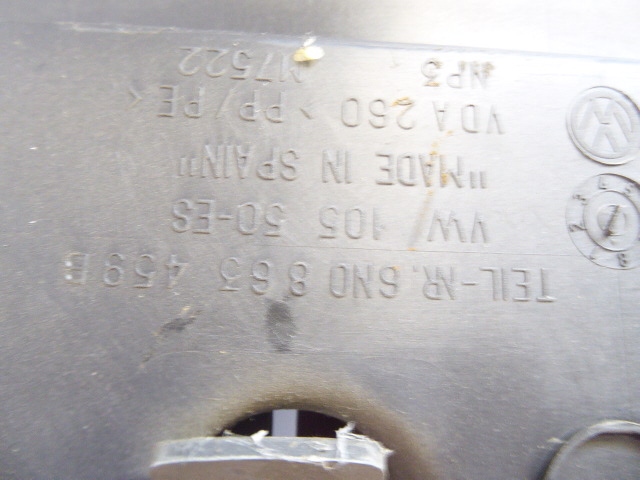 TEIL-NR. 6N0 863 459 B
VW 105 50-ES
"MADE IN SPAIN"
VDA 260 > PP/PE <
NP3 N7522